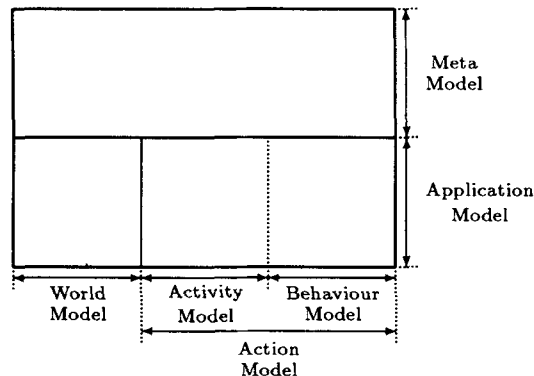 Meta
Model
Application
Model
World
Model
Activity
Model
Behaviour
Model
Action
Model